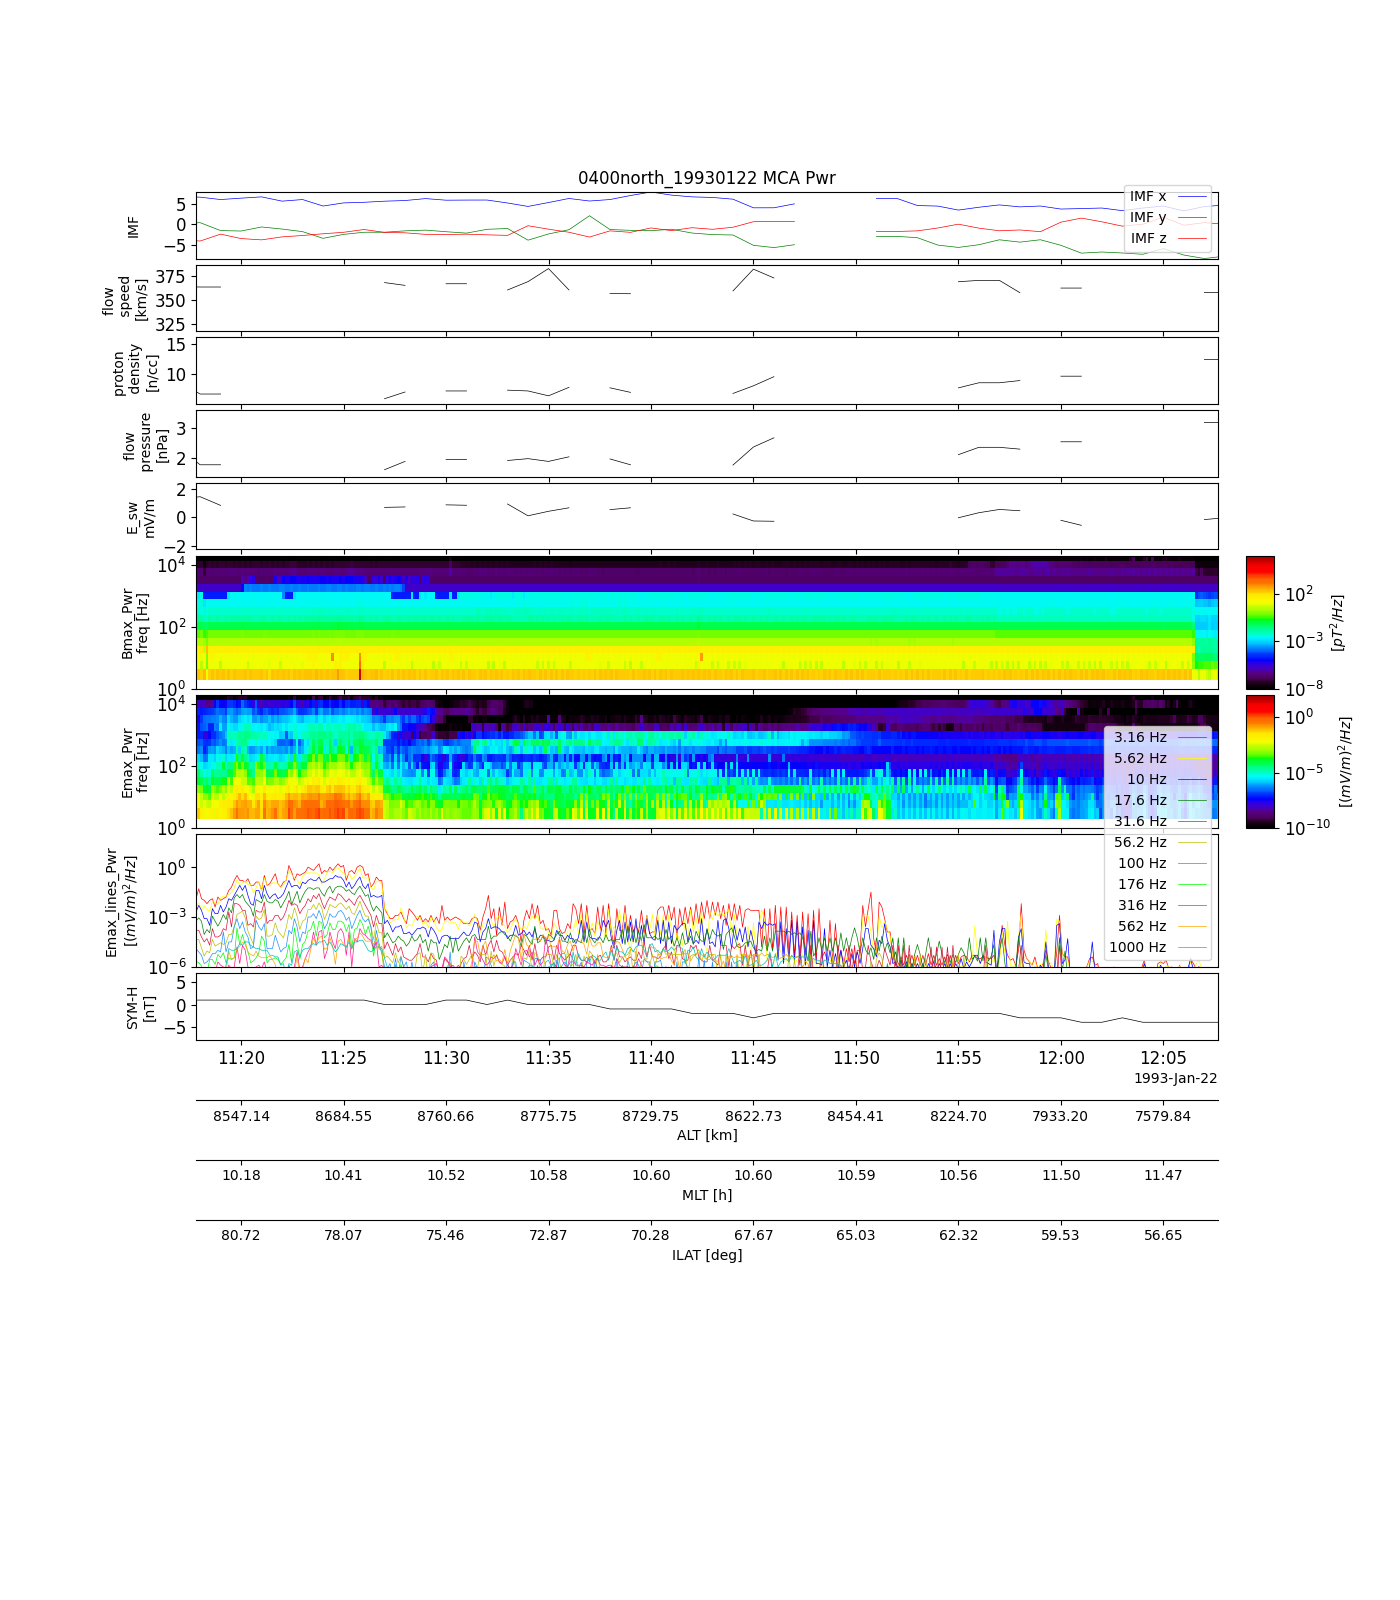 0400north_19930122 MCA Pwr
IMF
5
0
−5
IMF x
IMF y
IMF z
flow
speed
[km/s]
375
350
325
proton
density
[n/cc]
15
10
flow
pressure
[nPa]
3
2
E_sw
mV/m
2
0
−2
Bmax_Pwr
freq [Hz]
10^4
10^2
10^0
10^2
10^−3
10^−8
[pT^2/Hz]
Emax_Pwr
freq [Hz]
10^4
10^2
10^0
10^0
10^−5
10^−10
[(mV/m)^2/Hz]
3.16 Hz
5.62 Hz
10 Hz
17.6 Hz
31.6 Hz
56.2 Hz
100 Hz
176 Hz
316 Hz
562 Hz
1000 Hz
Emax_lines_Pwr
[(mV/m)^2/Hz]
10^0
10^−3
10^−6
SYM-H
[nT]
5
0
−5
11:20 11:25 11:30 11:35 11:40 11:45 11:50 11:55 12:00 12:05
1993-Jan-22
8547.14 8684.55 8760.66 8775.75 8729.75 8622.73 8454.41 8224.70 7933.20 7579.84
ALT [km]
10.18 10.41 10.52 10.58 10.60 10.60 10.59 10.56 11.50 11.47
MLT [h]
80.72 78.07 75.46 72.87 70.28 67.67 65.03 62.32 59.53 56.65
ILAT [deg]